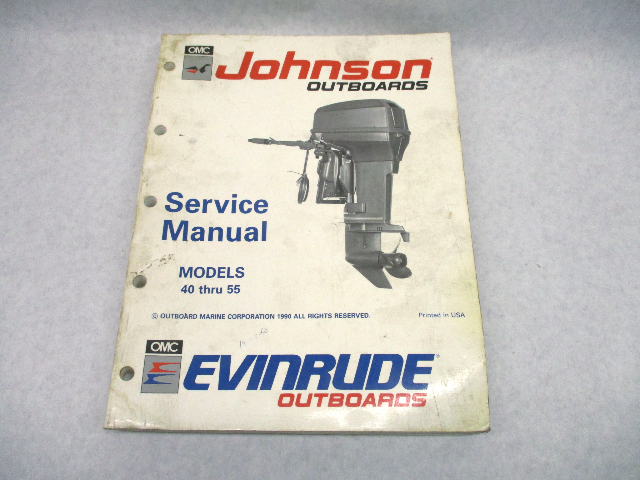 OMC
Johnson
OUTBOARDS
Service
Manual
MODELS
40 thru 55
© OUTBOARD MARINE CORPORATION 1990 ALL RIGHTS RESERVED.
Printed in USA
OMC
EVINRUDE
OUTBOARDS